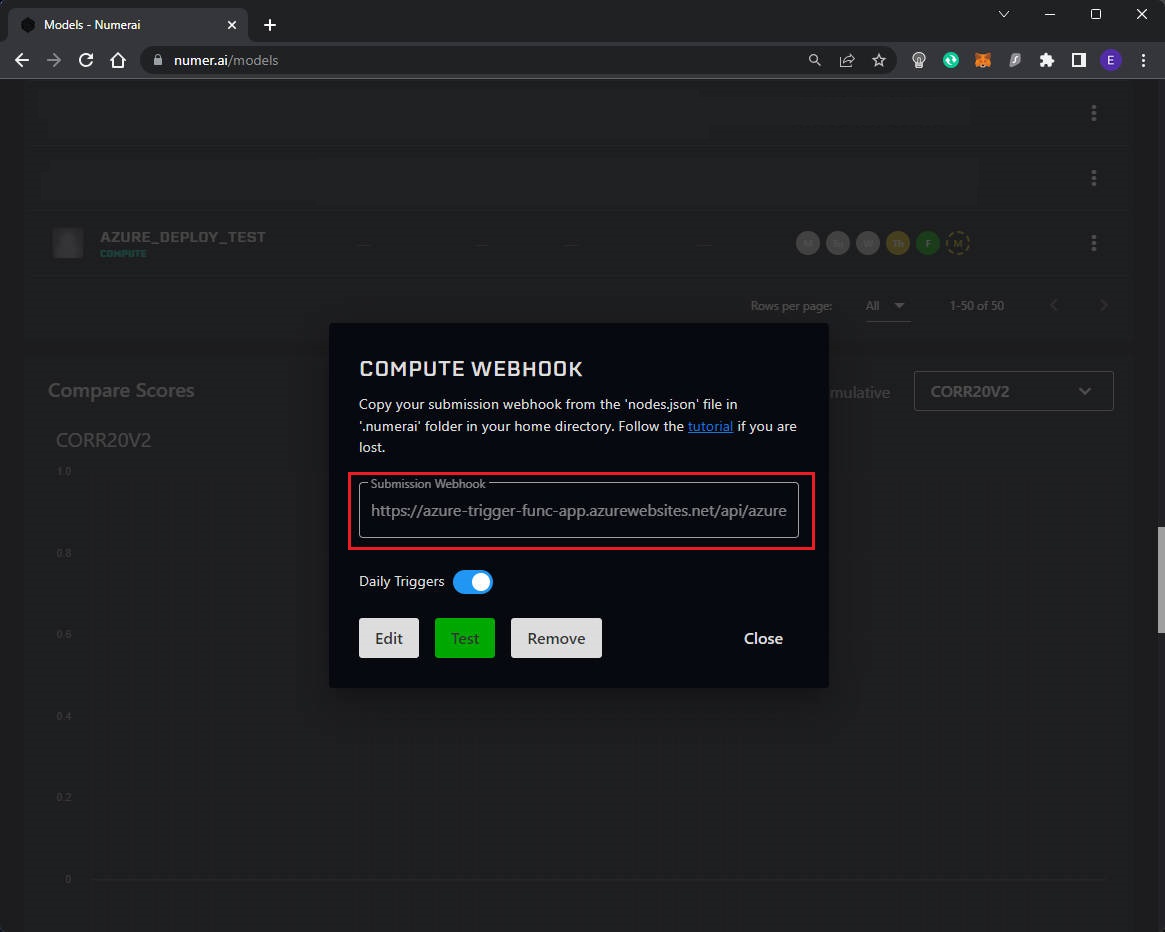 Models - Numerai
numer.ai/models
E
AZURE_DEPLOY_TEST
COMPUTE
M Tu W Th F M
Rows per page: All 1-50 of 50
COMPUTE WEBHOOK
Compare Scores
mulative
CORR20V2
Copy your submission webhook from the 'nodes.json' file in
'.numerai' folder in your home directory. Follow the tutorial if you are
lost.
CORR20V2
1.0
Submission Webhook
https://azure-trigger-func-app.azurewebsites.net/api/azure
0.8
Daily Triggers
0.6
Edit Test Remove Close
0.4
0.2
0